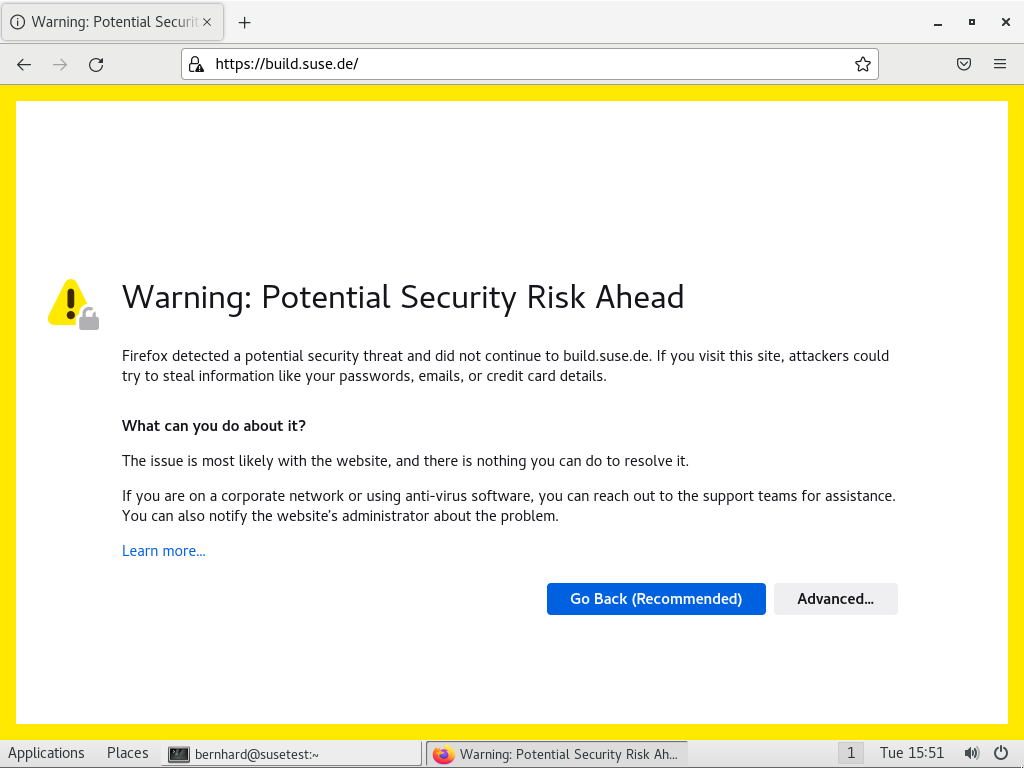 Warning: Potential Securit
https://build.suse.de/
Warning: Potential Security Risk Ahead
Firefox detected a potential security threat and did not continue to build.suse.de. If you visit this site, attackers could
try to steal information like your passwords, emails, or credit card details.
What can you do about it?
The issue is most likely with the website, and there is nothing you can do to resolve it.
If you are on a corporate network or using anti-virus software, you can reach out to the support teams for assistance.
You can also notify the website’s administrator about the problem.
Learn more…
Go Back (Recommended) Advanced…
Applications Places bernhard@susetest:~ Warning: Potential Security Risk Ah… 1 Tue 15:51